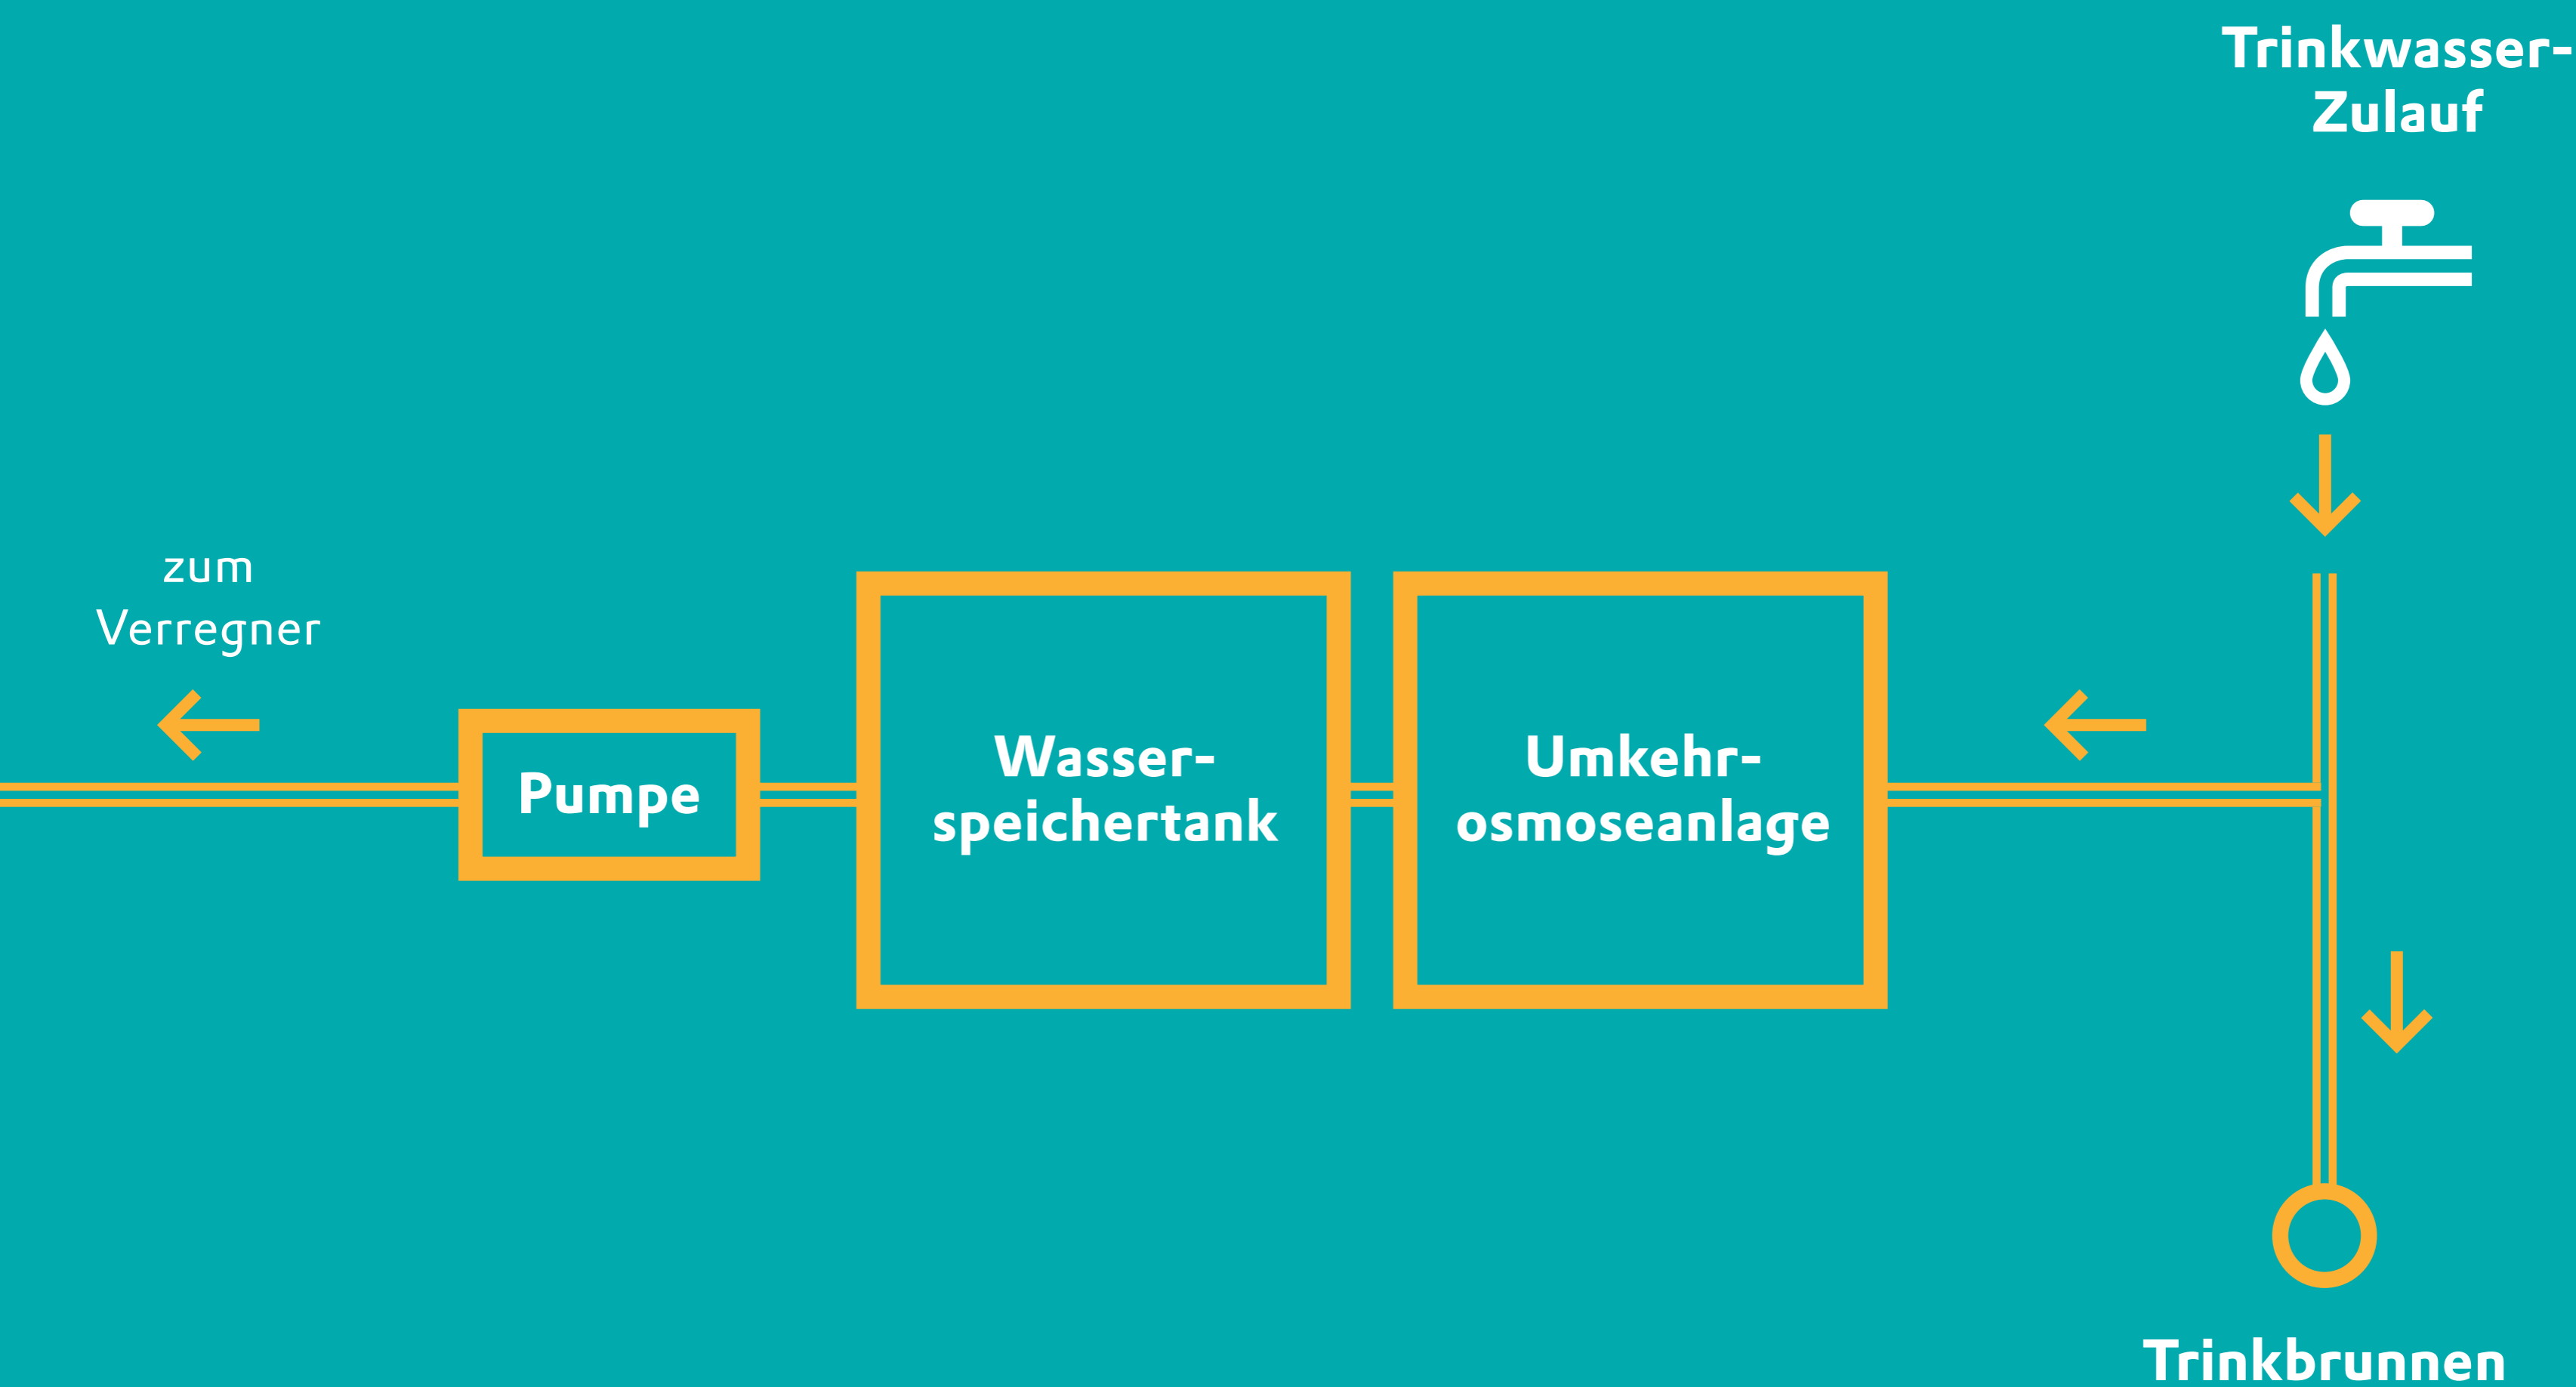 Trinkwasser-
Zulauf
zum
Verregner
Pumpe
Wasser-
speichertank
Umkehr-
osmoseanlage
Trinkbrunnen